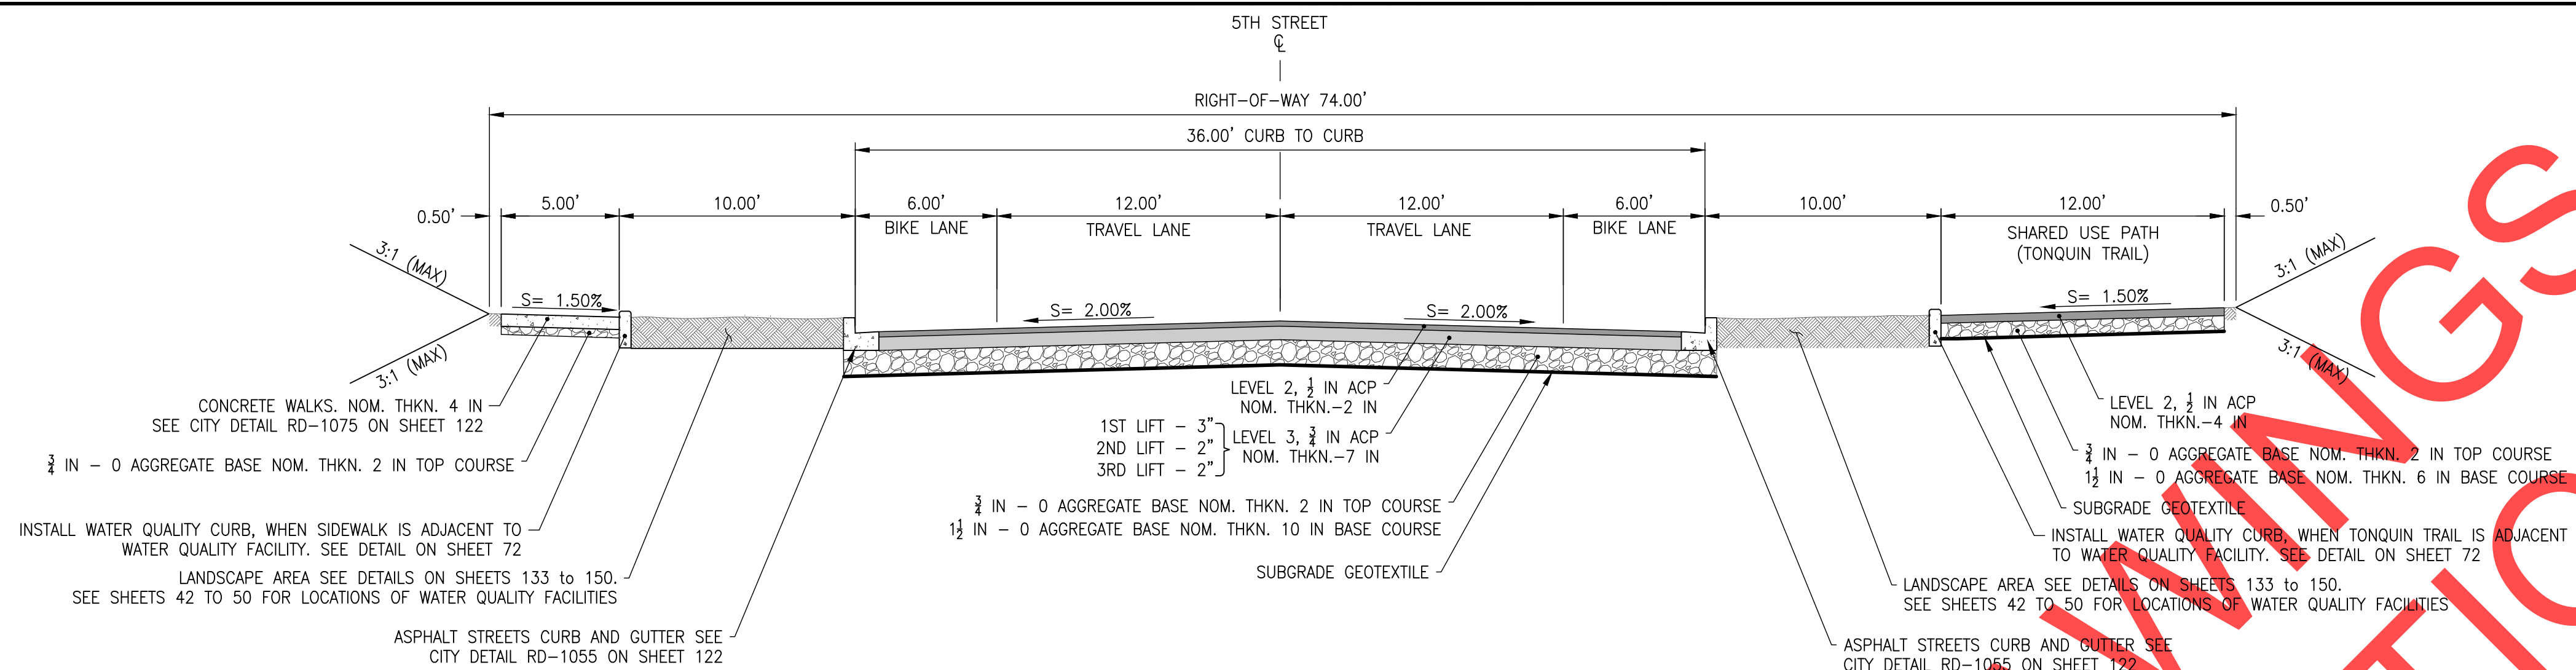 5TH STREET
℄
RIGHT-OF-WAY 74.00'
36.00' CURB TO CURB
0.50'
5.00'
10.00'
6.00'
12.00'
12.00'
6.00'
10.00'
12.00'
0.50'
BIKE LANE
TRAVEL LANE
TRAVEL LANE
BIKE LANE
SHARED USE PATH
(TONQUIN TRAIL)
3:1 (MAX)
3:1 (MAX)
S= 1.50%
S= 2.00%
S= 2.00%
S= 1.50%
3:1 (MAX)
3:1 (MAX)
CONCRETE WALKS. NOM. THKN. 4 IN
SEE CITY DETAIL RD-1075 ON SHEET 122
3/4 IN - 0 AGGREGATE BASE NOM. THKN. 2 IN TOP COURSE
INSTALL WATER QUALITY CURB, WHEN SIDEWALK IS ADJACENT TO
WATER QUALITY FACILITY. SEE DETAIL ON SHEET 72
LANDSCAPE AREA SEE DETAILS ON SHEETS 133 to 150.
SEE SHEETS 42 TO 50 FOR LOCATIONS OF WATER QUALITY FACILITIES
ASPHALT STREETS CURB AND GUTTER SEE
CITY DETAIL RD-1055 ON SHEET 122
LEVEL 2, 1/2 IN ACP
NOM. THKN.-2 IN
1ST LIFT - 3"
2ND LIFT - 2"
3RD LIFT - 2"
LEVEL 3, 3/4 IN ACP
NOM. THKN.-7 IN
3/4 IN - 0 AGGREGATE BASE NOM. THKN. 2 IN TOP COURSE
1 1/2 IN - 0 AGGREGATE BASE NOM. THKN. 10 IN BASE COURSE
SUBGRADE GEOTEXTILE
LEVEL 2, 1/2 IN ACP
NOM. THKN.-4 IN
3/4 IN - 0 AGGREGATE BASE NOM. THKN. 2 IN TOP COURSE
1 1/2 IN - 0 AGGREGATE BASE NOM. THKN. 6 IN BASE COURSE
SUBGRADE GEOTEXTILE
INSTALL WATER QUALITY CURB, WHEN TONQUIN TRAIL IS ADJACENT
TO WATER QUALITY FACILITY. SEE DETAIL ON SHEET 72
LANDSCAPE AREA SEE DETAILS ON SHEETS 133 to 150.
SEE SHEETS 42 TO 50 FOR LOCATIONS OF WATER QUALITY FACILITIES
ASPHALT STREETS CURB AND GUTTER SEE
CITY DETAIL RD-1055 ON SHEET 122